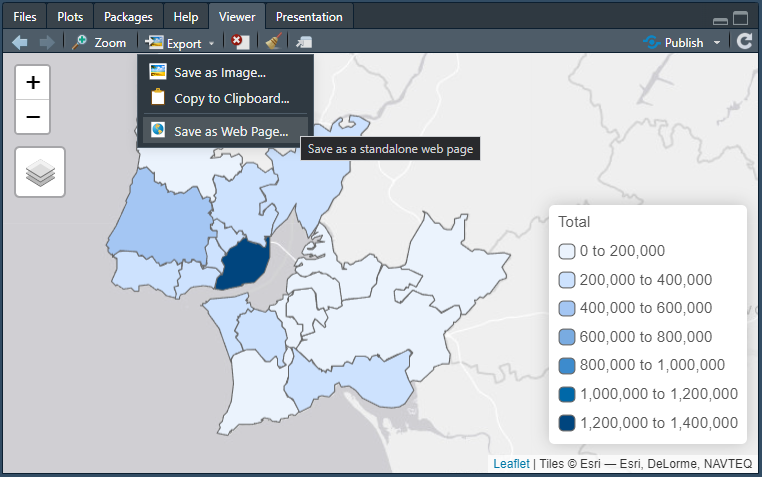 Files Plots Packages Help Viewer Presentation
Zoom Export Publish
Save as Image...
Copy to Clipboard...
Save as Web Page...
Save as a standalone web page
+
−
Total
0 to 200,000
200,000 to 400,000
400,000 to 600,000
600,000 to 800,000
800,000 to 1,000,000
1,000,000 to 1,200,000
1,200,000 to 1,400,000
Leaflet | Tiles © Esri — Esri, DeLorme, NAVTEQ